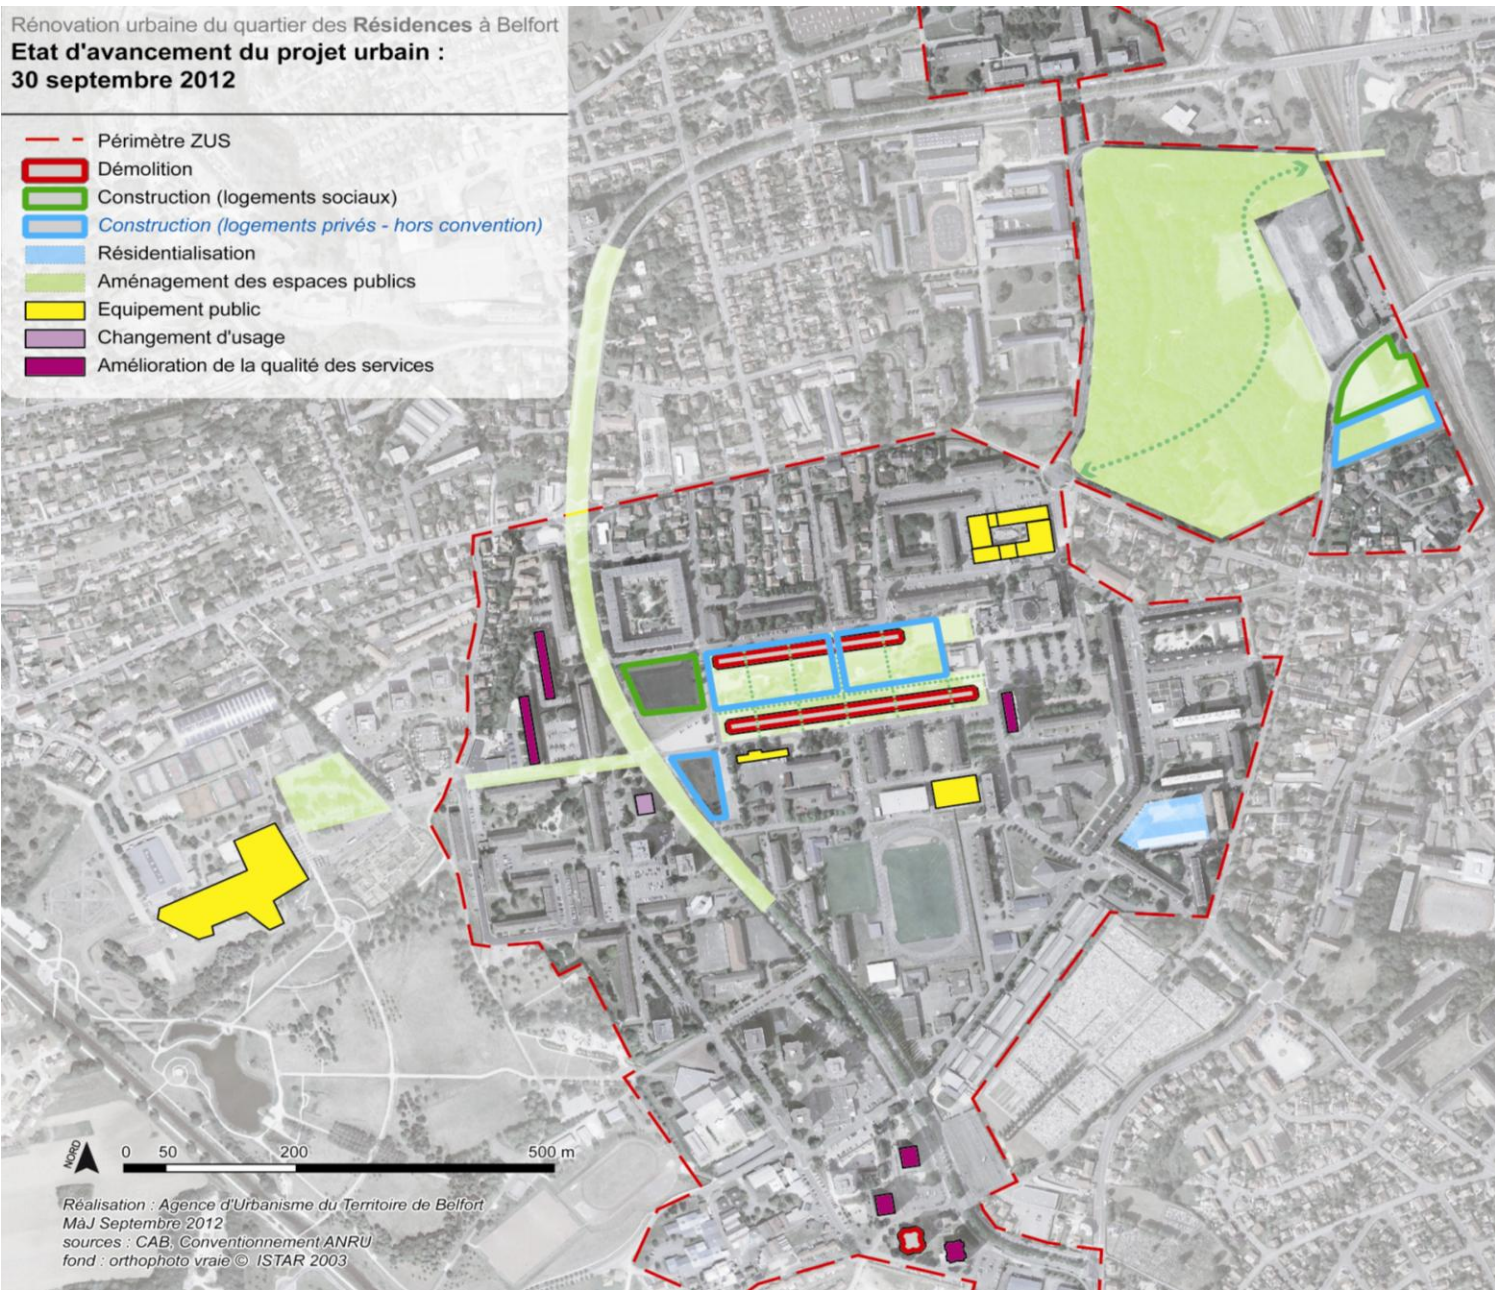 Rénovation urbaine du quartier des Résidences à Belfort
Etat d'avancement du projet urbain :
30 septembre 2012
Périmètre ZUS
Démolition
Construction (logements sociaux)
Construction (logements privés - hors convention)
Résidentialisation
Aménagement des espaces publics
Equipement public
Changement d'usage
Amélioration de la qualité des services
NORD
0 50 200 500 m
Réalisation : Agence d'Urbanisme du Territoire de Belfort
MàJ Septembre 2012
sources : CAB, Conventionnement ANRU
fond : orthophoto vraie © ISTAR 2003